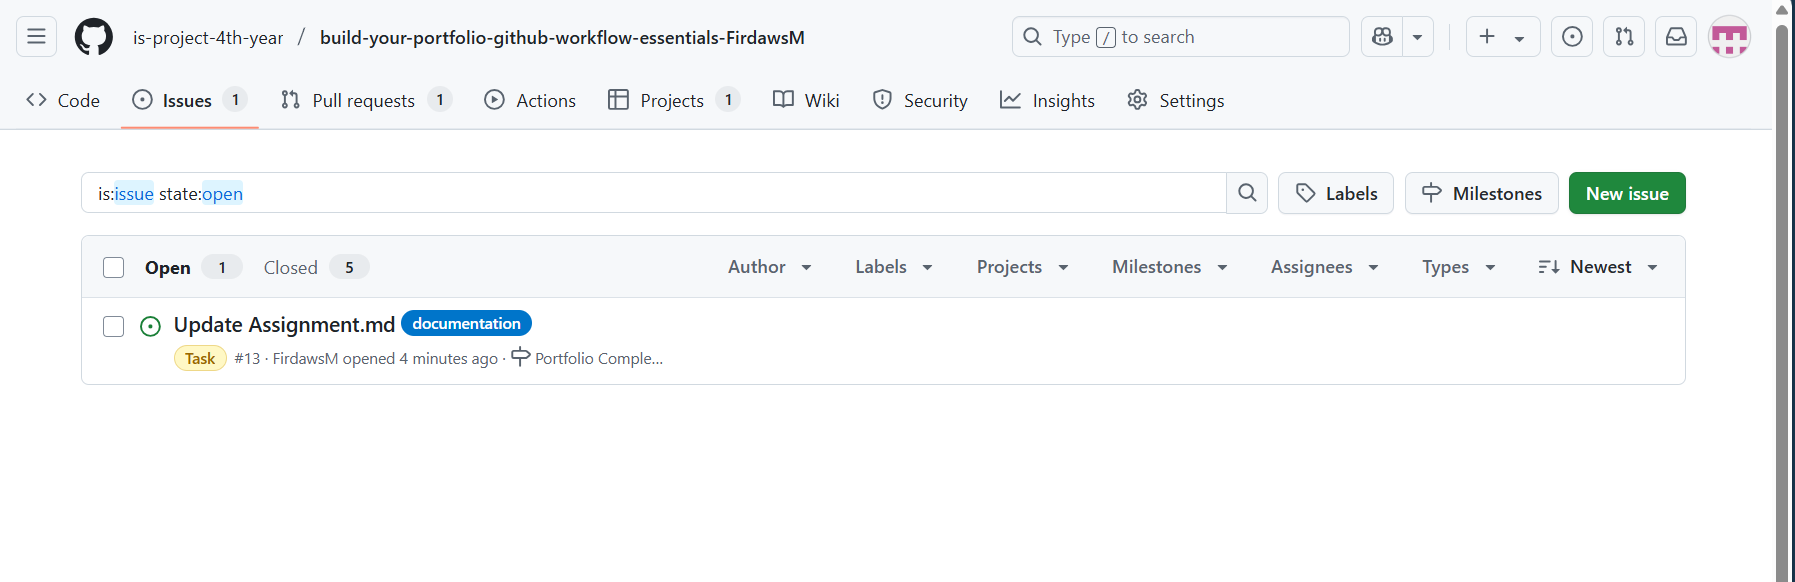 is-project-4th-year / build-your-portfolio-github-workflow-essentials-FirdawsM Type / to search
Code Issues 1 Pull requests 1 Actions Projects 1 Wiki Security Insights Settings
is:issue state:open Labels Milestones New issue
Open 1 Closed 5 Author Labels Projects Milestones Assignees Types Newest
Update Assignment.md documentation
Task #13 · FirdawsM opened 4 minutes ago · Portfolio Comple...